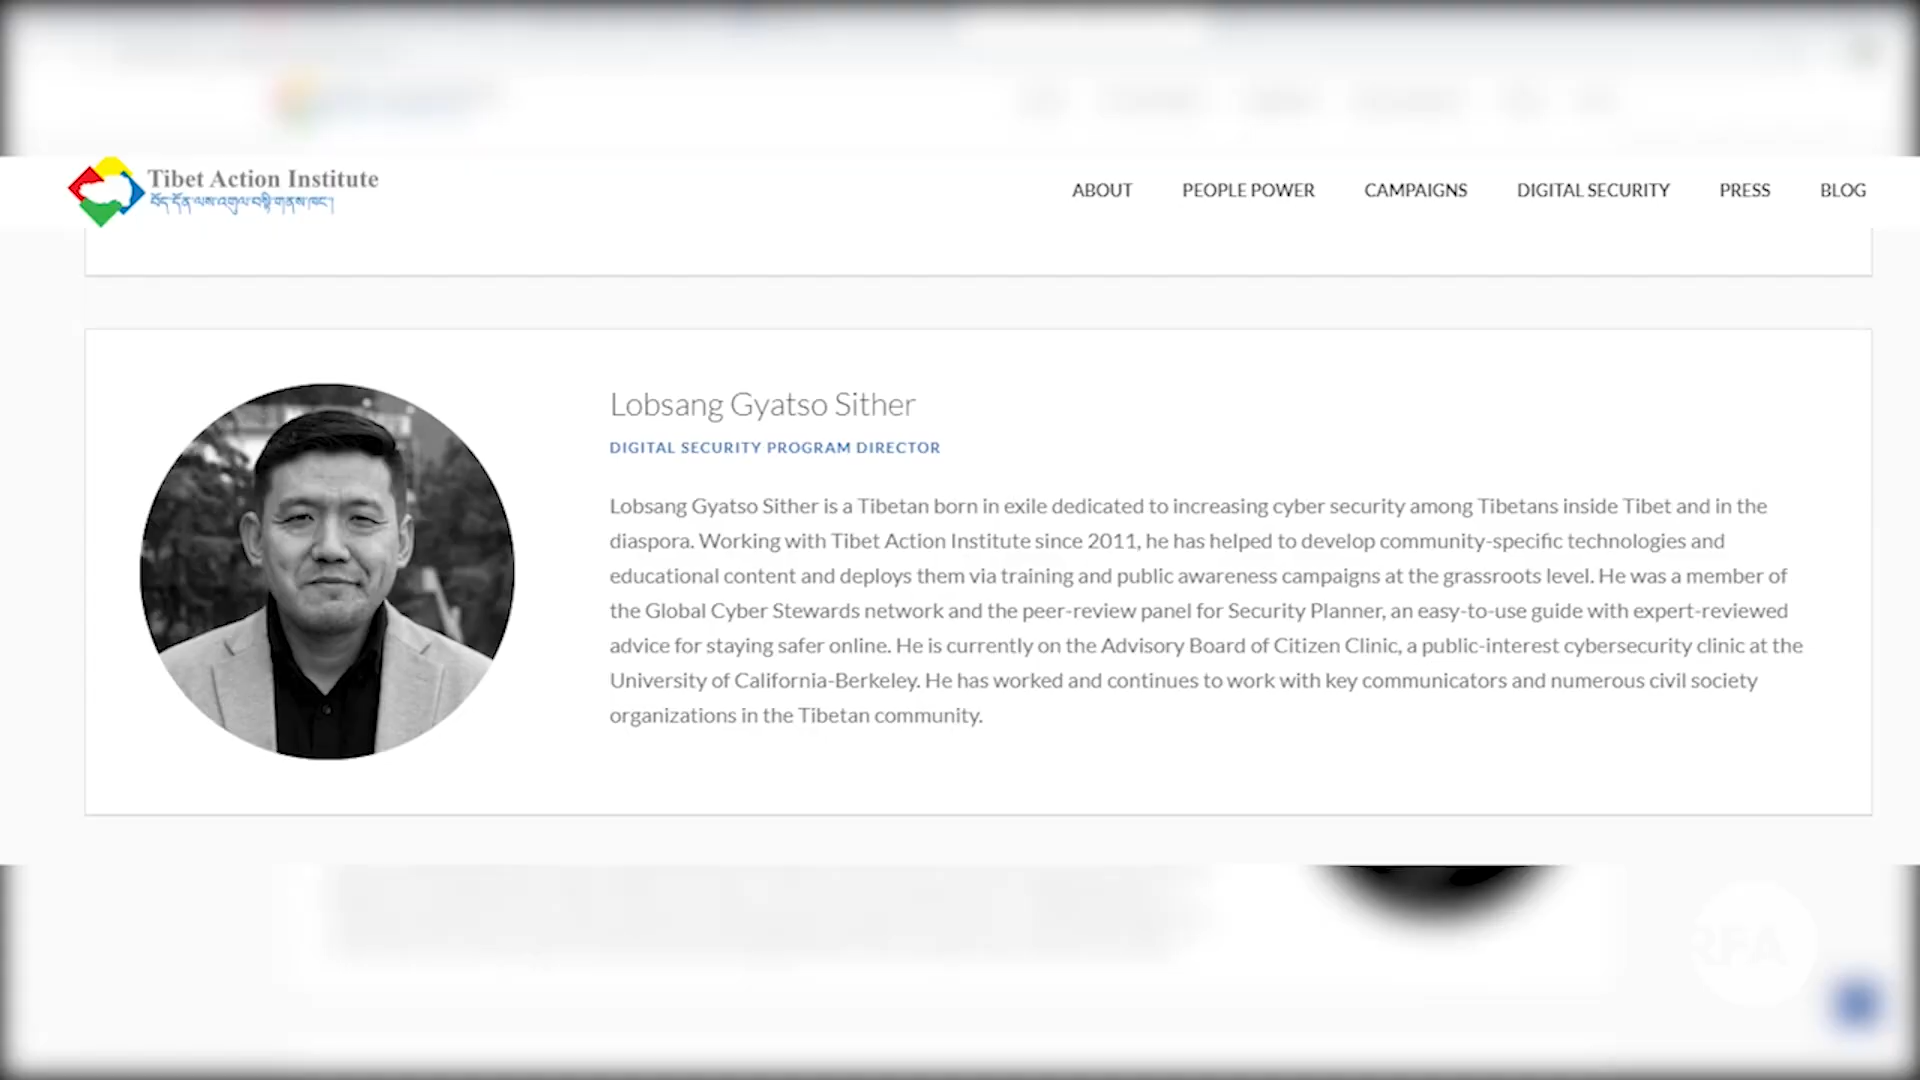 Tibet Action Institute
བོད་དོན་ལས་འགུལ་བསྟི་གནས་ཁང་།
ABOUT
PEOPLE POWER
CAMPAIGNS
DIGITAL SECURITY
PRESS
BLOG
Lobsang Gyatso Sither
DIGITAL SECURITY PROGRAM DIRECTOR
Lobsang Gyatso Sither is a Tibetan born in exile dedicated to increasing cyber security among Tibetans inside Tibet and in the
diaspora. Working with Tibet Action Institute since 2011, he has helped to develop community-specific technologies and
educational content and deploys them via training and public awareness campaigns at the grassroots level. He was a member of
the Global Cyber Stewards network and the peer-review panel for Security Planner, an easy-to-use guide with expert-reviewed
advice for staying safer online. He is currently on the Advisory Board of Citizen Clinic, a public-interest cybersecurity clinic at the
University of California-Berkeley. He has worked and continues to work with key communicators and numerous civil society
organizations in the Tibetan community.
RFA